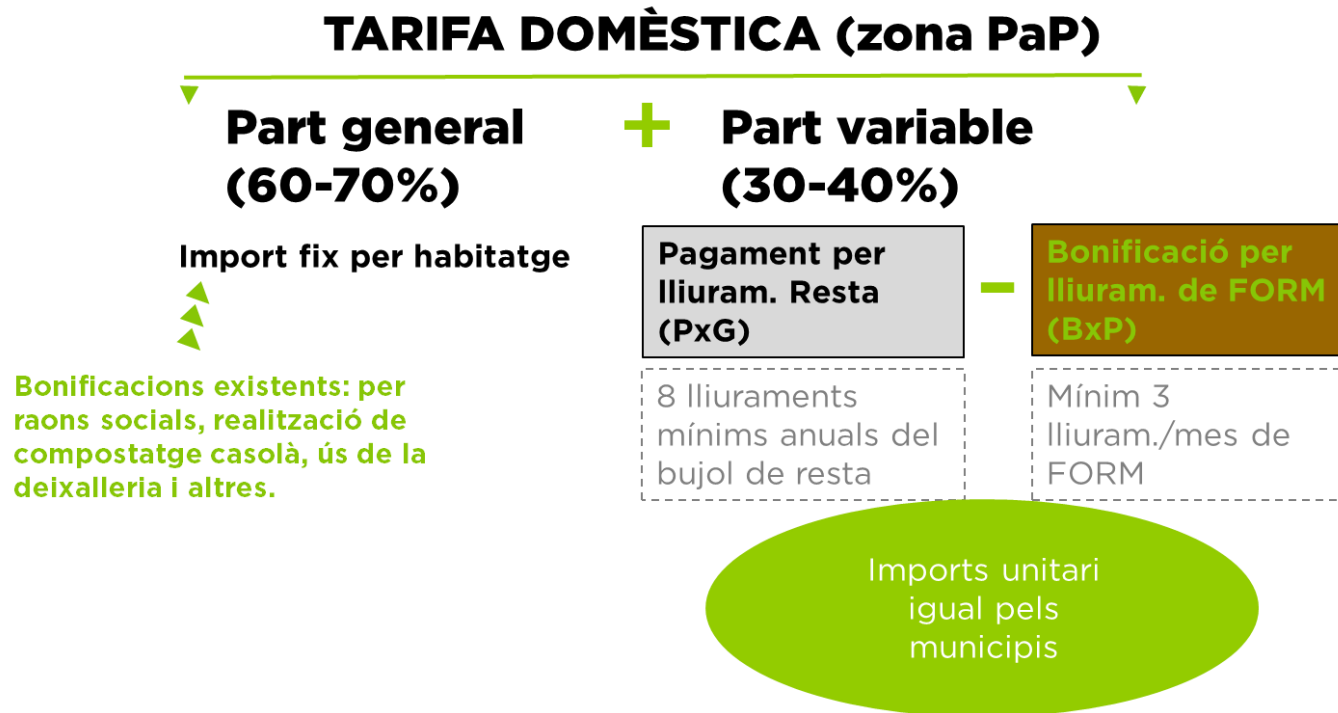 TARIFA DOMÈSTICA (zona PaP)
Part general
(60-70%)
+
Part variable
(30-40%)
Import fix per habitatge
Bonificacions existents: per
raons socials, realització de
compostatge casolà, ús de la
deixalleria i altres.
Pagament per
lliuram. Resta
(PxG)
–
Bonificació per
lliuram. de FORM
(BxP)
8 lliuraments
mínims anuals del
bujol de resta
Mínim 3
lliuram./mes de
FORM
Imports unitari
igual pels
municipis